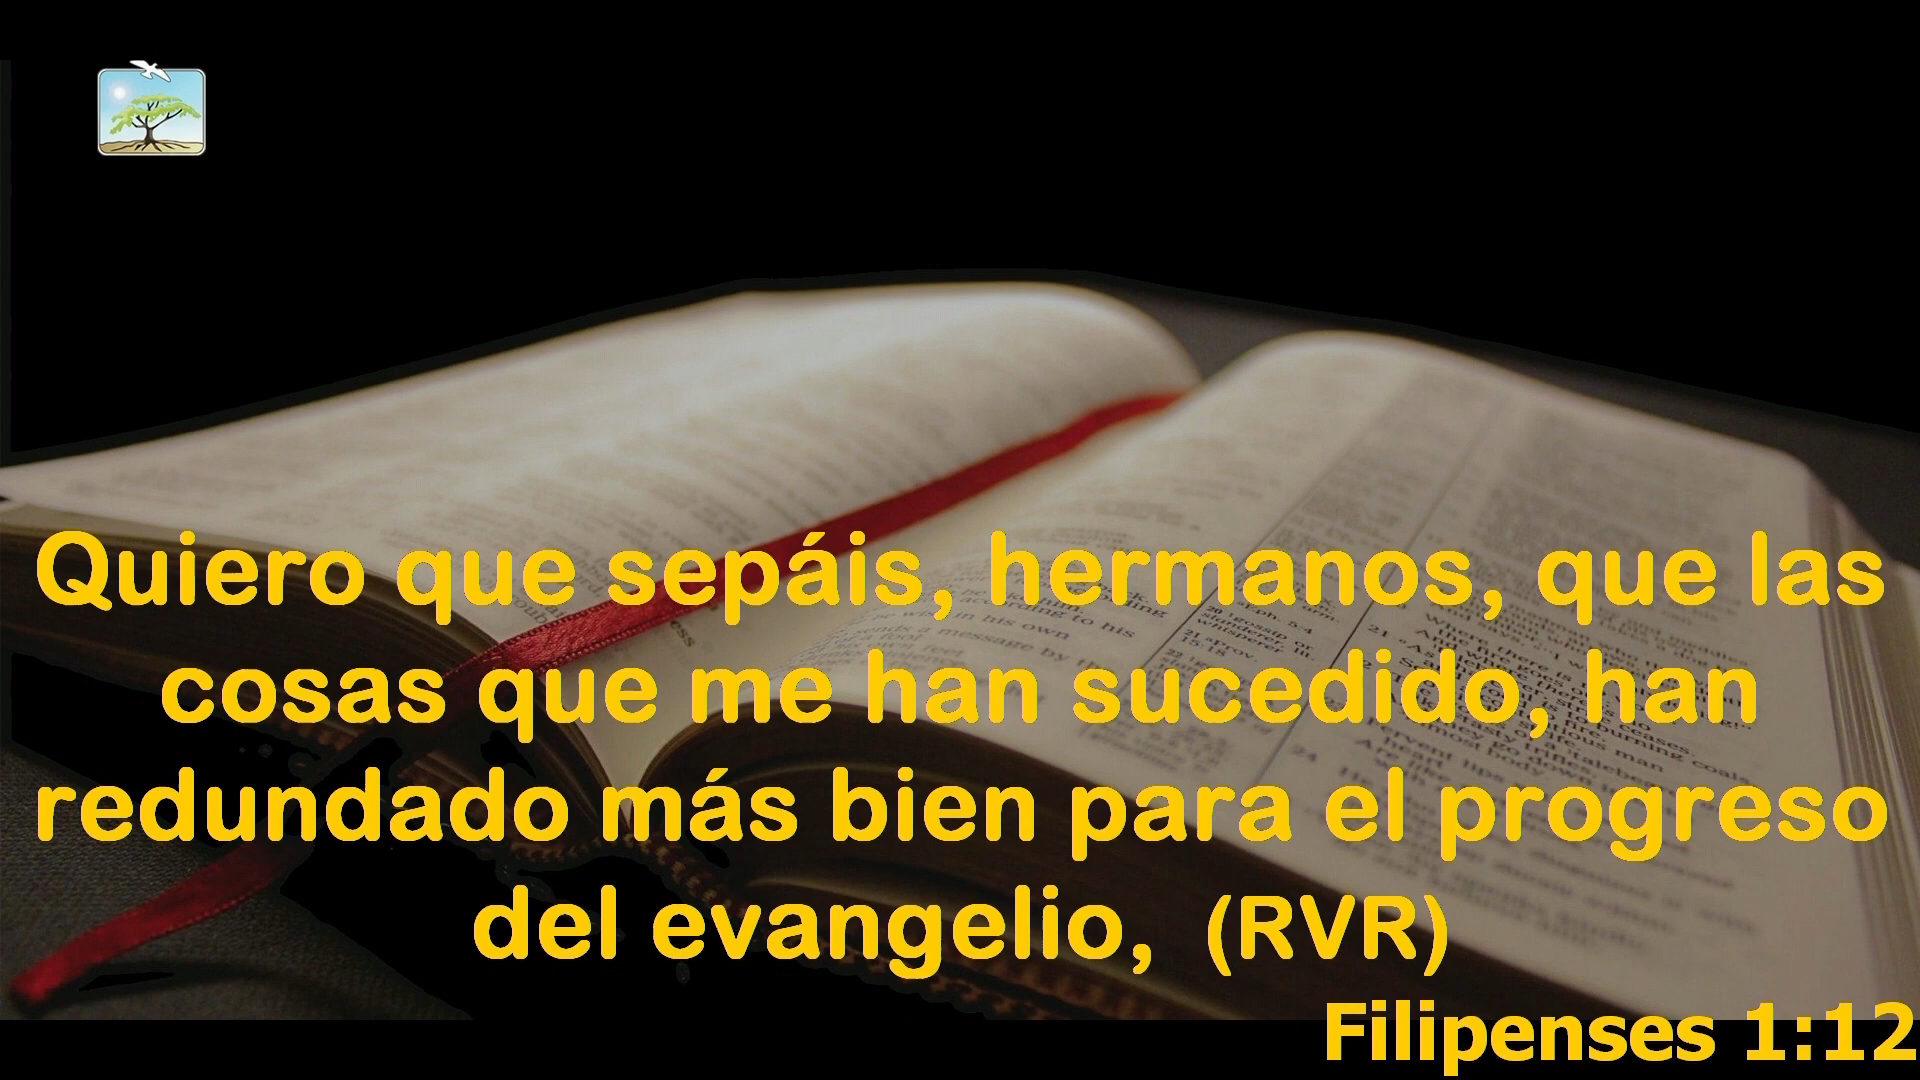 Quiero que sepáis, hermanos, que las
cosas que me han sucedido, han
redundado más bien para el progreso
del evangelio, (RVR)
Filipenses 1:12